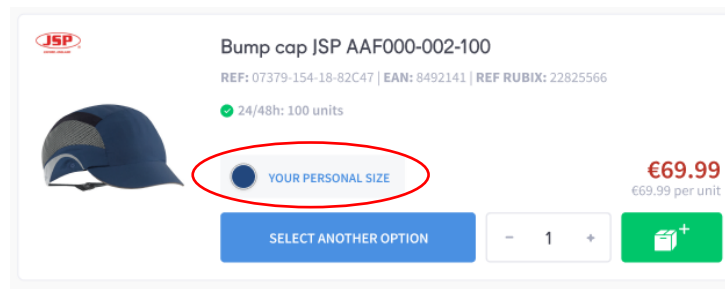 JSP
Bump cap JSP AAF000-002-100
REF: 07379-154-18-82C47 | EAN: 8492141 | REF RUBIX: 22825566
24/48h: 100 units
YOUR PERSONAL SIZE
€69.99
€69.99 per unit
SELECT ANOTHER OPTION
- 1 +